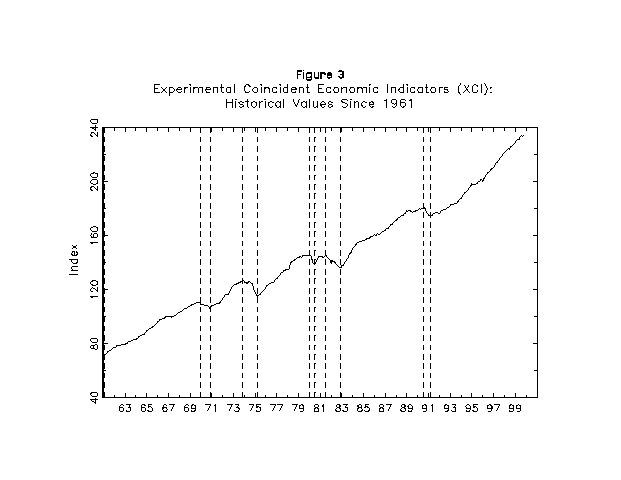 Figure 3
Experimental Coincident Economic Indicators (XCI):
Historical Values Since 1961
240
200
160
120
80
40
Index
63 65 67 69 71 73 75 77 79 81 83 85 87 89 91 93 95 97 99